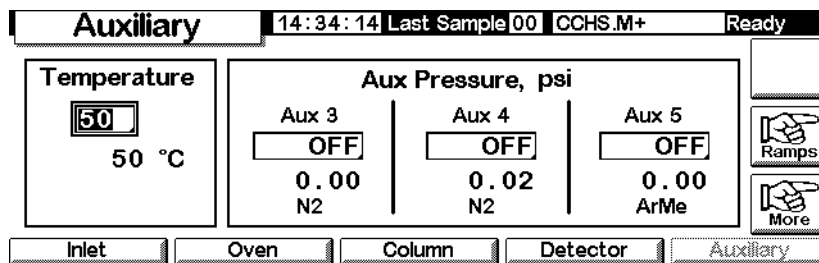 Auxiliary 14:34:14 Last Sample 00 CCHS.M+ Ready
Temperature
50
50 °C
Aux Pressure, psi
Aux 3 Aux 4 Aux 5
OFF OFF OFF
0.00 0.02 0.00
N2 N2 ArMe
Ramps
More
Inlet Oven Column Detector Auxiliary